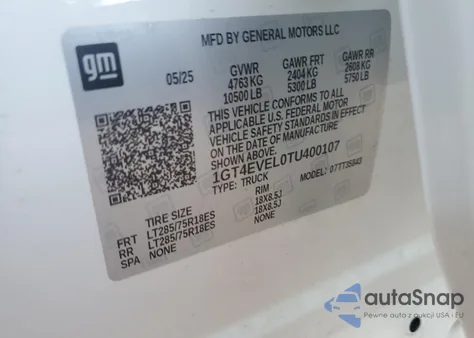 MFD BY GENERAL MOTORS LLC
gm
05/25
GVWR GAWR FRT GAWR RR
4763 KG 2404 KG 2608 KG
10500 LB 5300 LB 5750 LB
THIS VEHICLE CONFORMS TO ALL
APPLICABLE U.S. FEDERAL MOTOR
VEHICLE SAFETY STANDARDS IN EFFECT
ON THE DATE OF MANUFACTURE
SHOWN ABOVE.
1GT4EVEL0TU400107
TYPE: TRUCK MODEL: 07TT35843
TIRE SIZE RIM
FRT LT285/75R18ES 18X8.5J
RR LT285/75R18ES 18X8.5J
SPA NONE NONE
autoSnap
Pewne auta z aukcji USA - EU